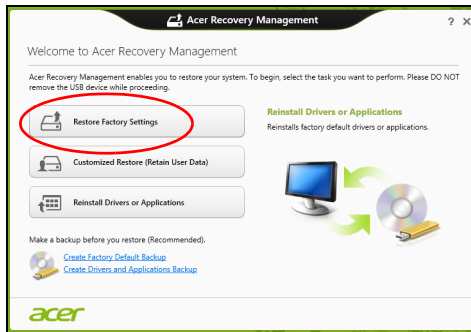 Acer Recovery Management
? X
Welcome to Acer Recovery Management
Acer Recovery Management enables you to restore your system. To begin, select the task you want to perform. Please DO NOT
remove the USB device while proceeding.
Restore Factory Settings
Customized Restore (Retain User Data)
Reinstall Drivers or Applications
Reinstall Drivers or Applications
Reinstalls factory default drivers or applications.
Make a backup before you restore (Recommended).
Create Factory Default Backup
Create Drivers and Applications Backup
acer